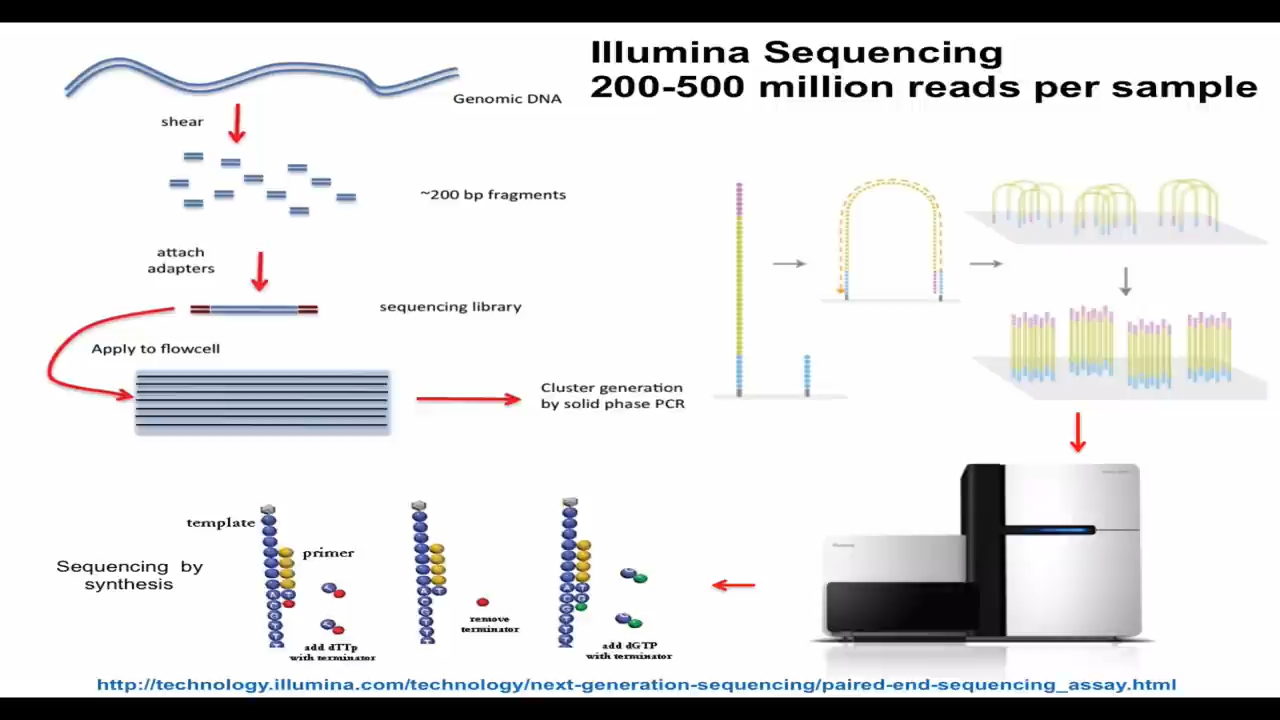 Illumina Sequencing
200-500 million reads per sample
Genomic DNA
shear
~200 bp fragments
attach
adapters
sequencing library
Apply to flowcell
Cluster generation
by solid phase PCR
Sequencing by
synthesis
template
primer
A
C
G
T
T
T
add dTTp
with terminator
T
A
C
G
T
T
T
remove
terminator
T
G
A
C
G
T
T
T
add dGTP
with terminator
http://technology.illumina.com/technology/next-generation-sequencing/paired-end-sequencing_assay.html